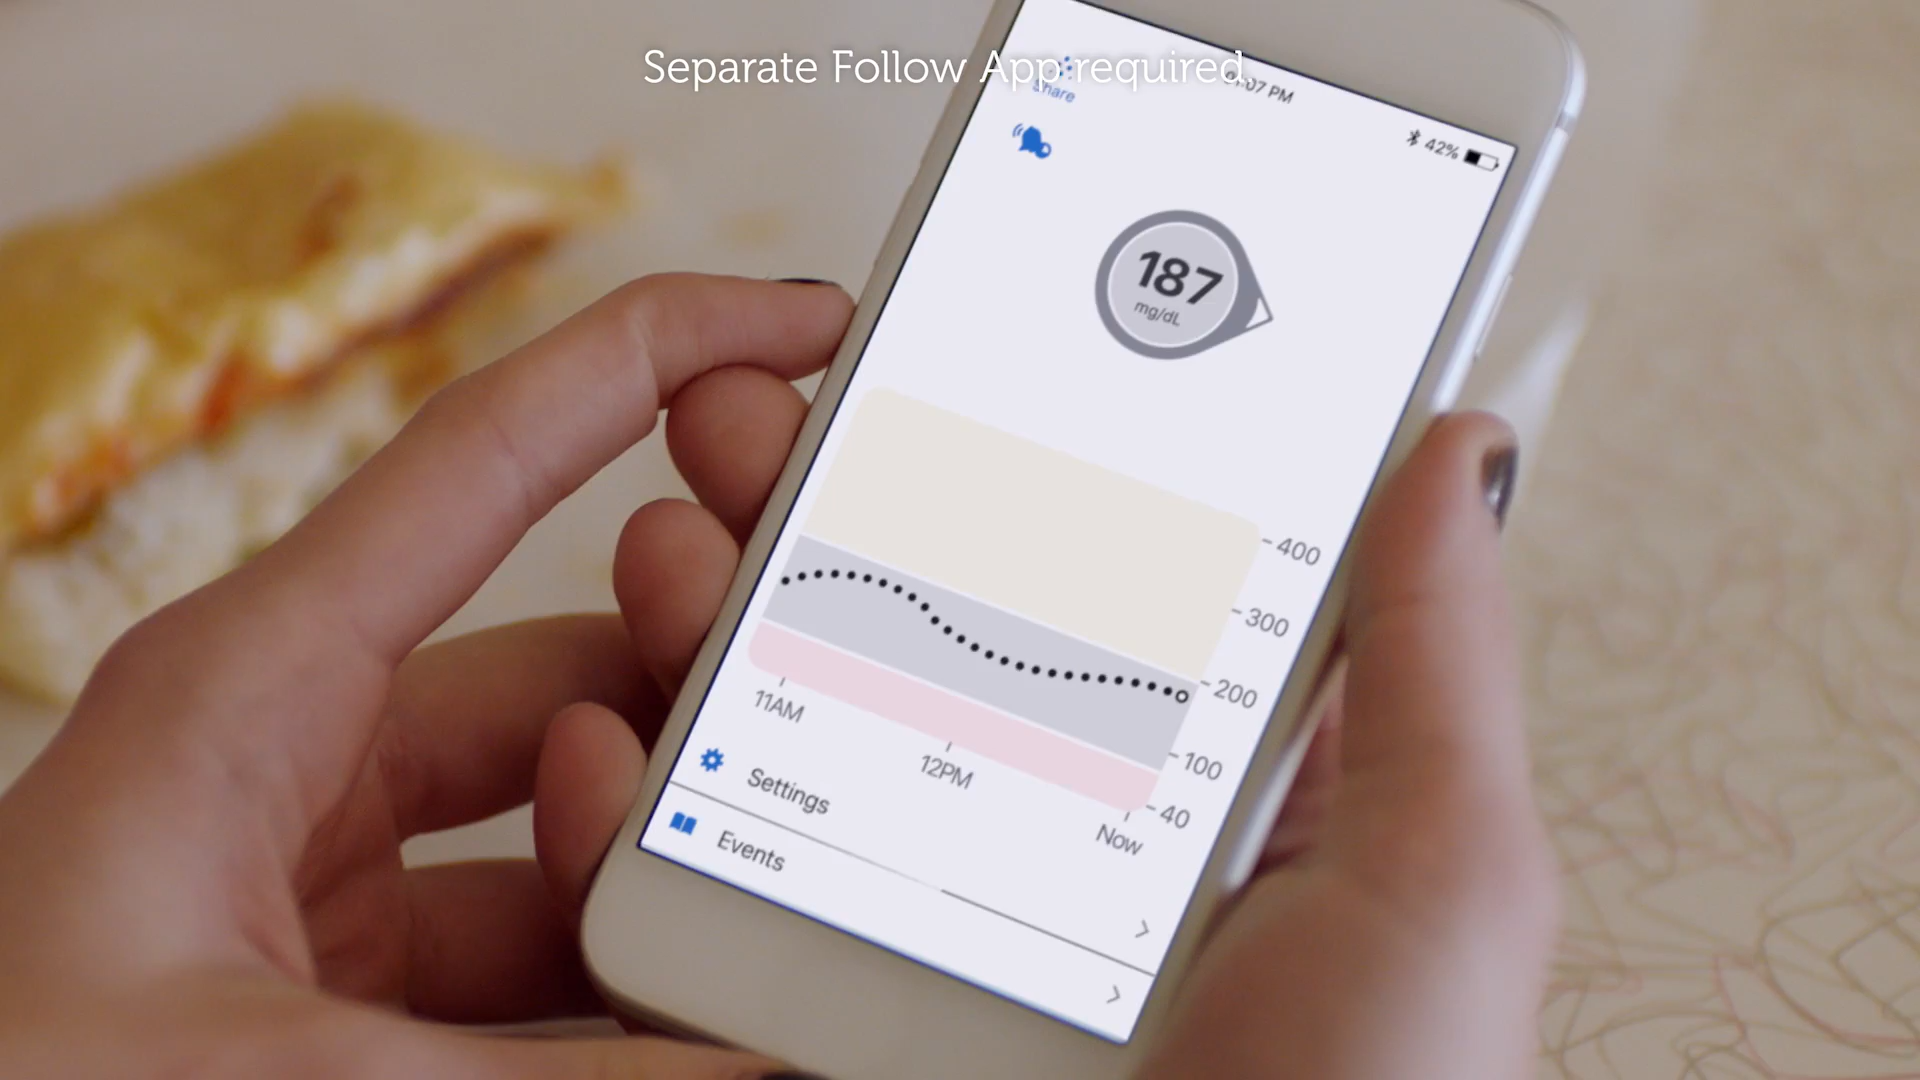 Separate Follow App required.
Share
07 PM
42%
187
mg/dL
400
300
200
100
40
11AM
12PM
Now
Settings
Events